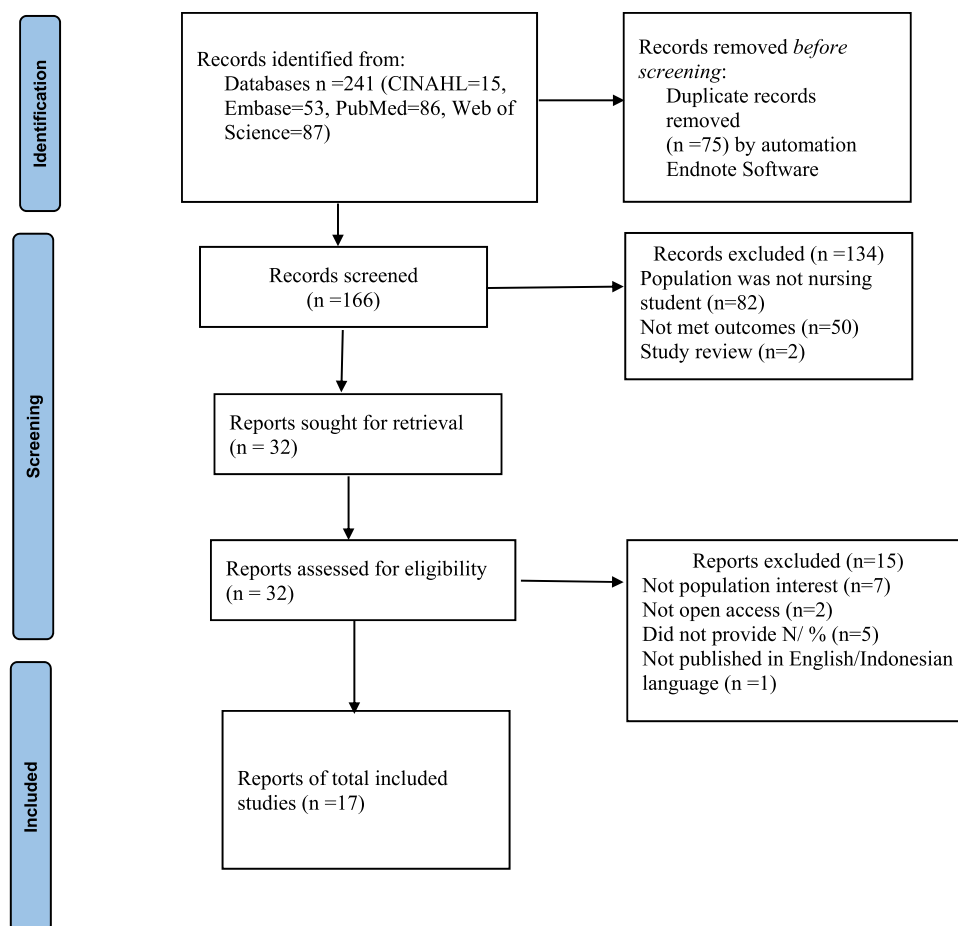 Identification
Records identified from:
Databases n =241 (CINAHL=15,
Embase=53, PubMed=86, Web of
Science=87)
Records removed before
screening:
Duplicate records
removed
(n =75) by automation
Endnote Software
Screening
Records screened
(n =166)
Records excluded (n =134)
Population was not nursing
student (n=82)
Not met outcomes (n=50)
Study review (n=2)
Reports sought for retrieval
(n = 32)
Reports assessed for eligibility
(n = 32)
Reports excluded (n=15)
Not population interest (n=7)
Not open access (n=2)
Did not provide N/ % (n=5)
Not published in English/Indonesian
language (n =1)
Included
Reports of total included
studies (n =17)